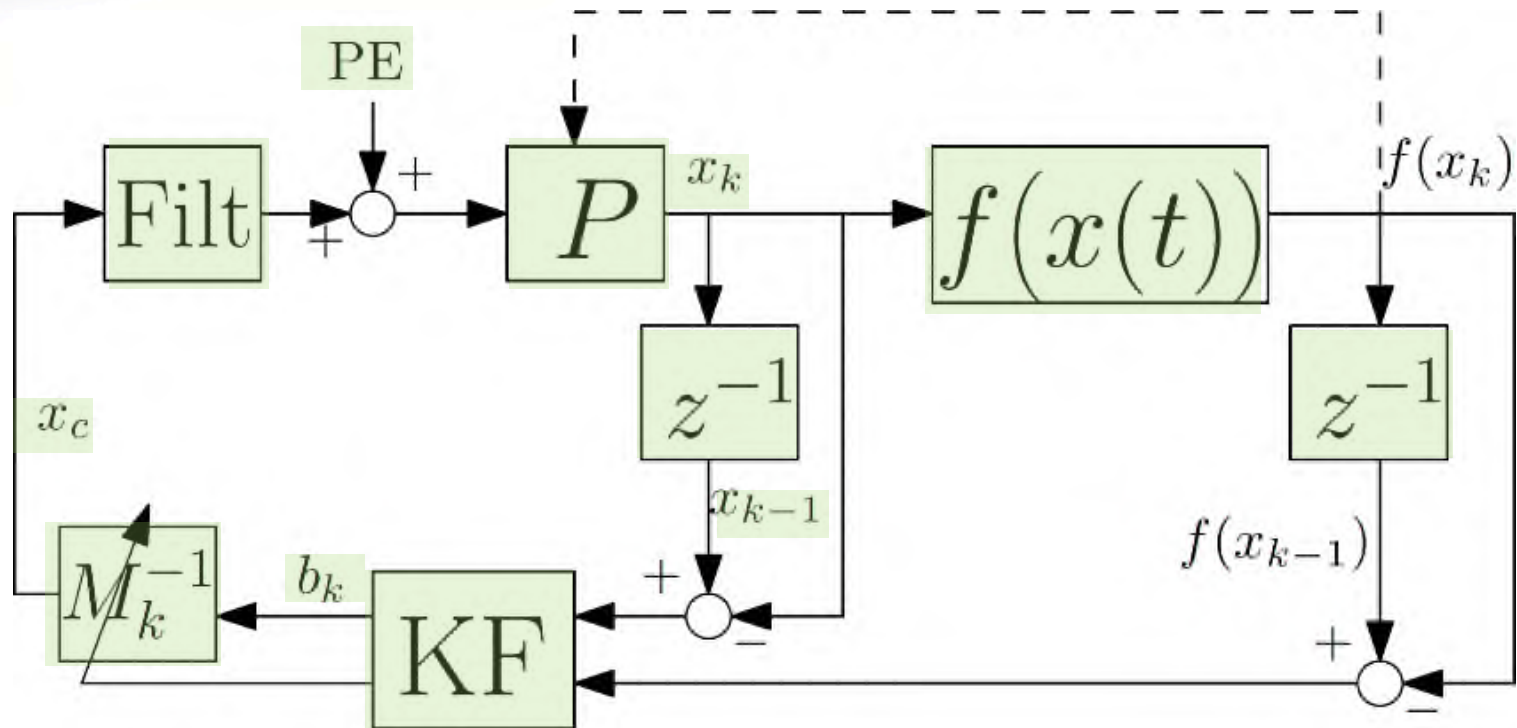 PE
+
+
Filt
P
x_k
f(x(t))
f(x_k)
z^{-1}
z^{-1}
x_c
x_{k-1}
f(x_{k-1})
M_k^{-1}
b_k
KF
+
−
+
−